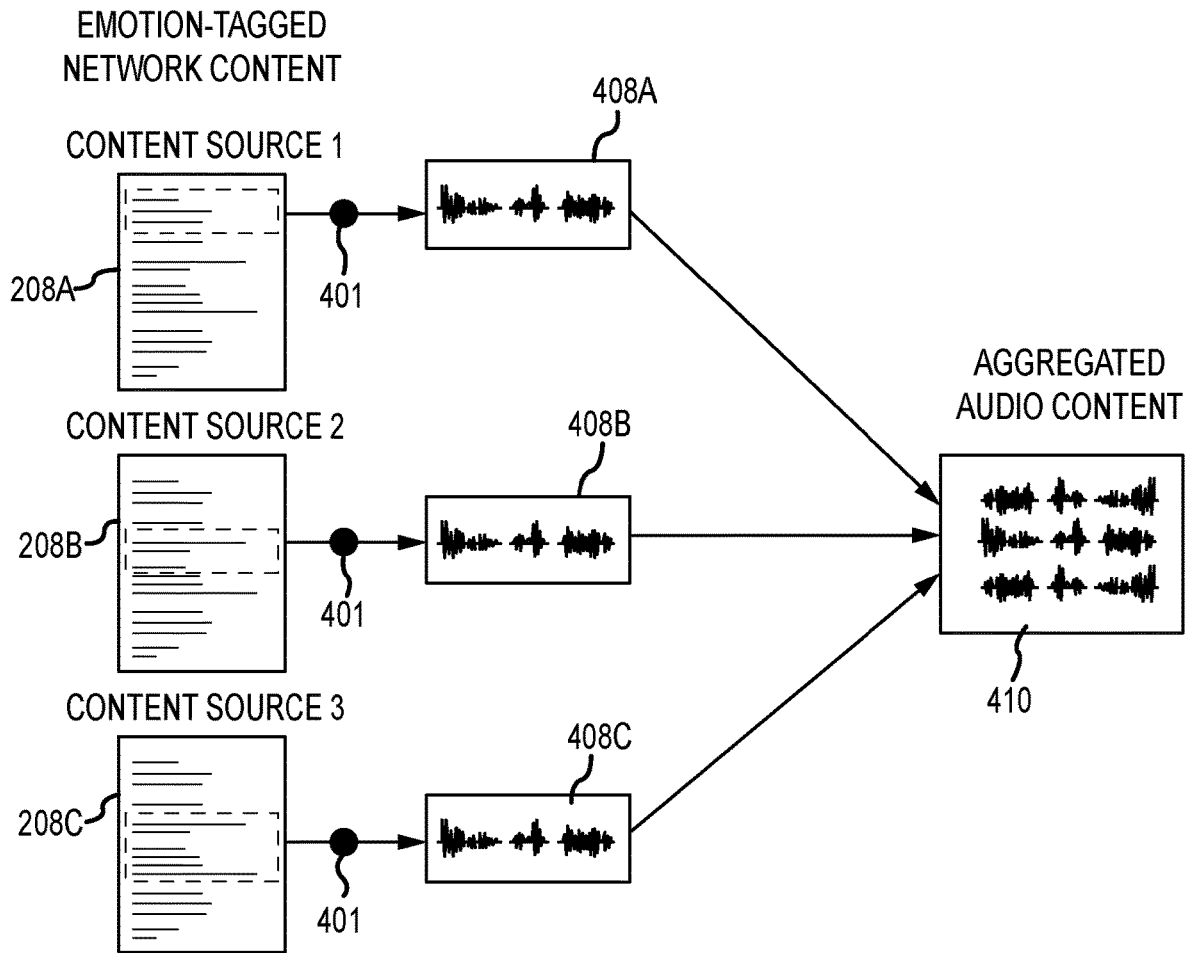 EMOTION-TAGGED
NETWORK CONTENT
408A
CONTENT SOURCE 1
208A
401
AGGREGATED
AUDIO CONTENT
CONTENT SOURCE 2
408B
208B
401
410
CONTENT SOURCE 3
408C
208C
401